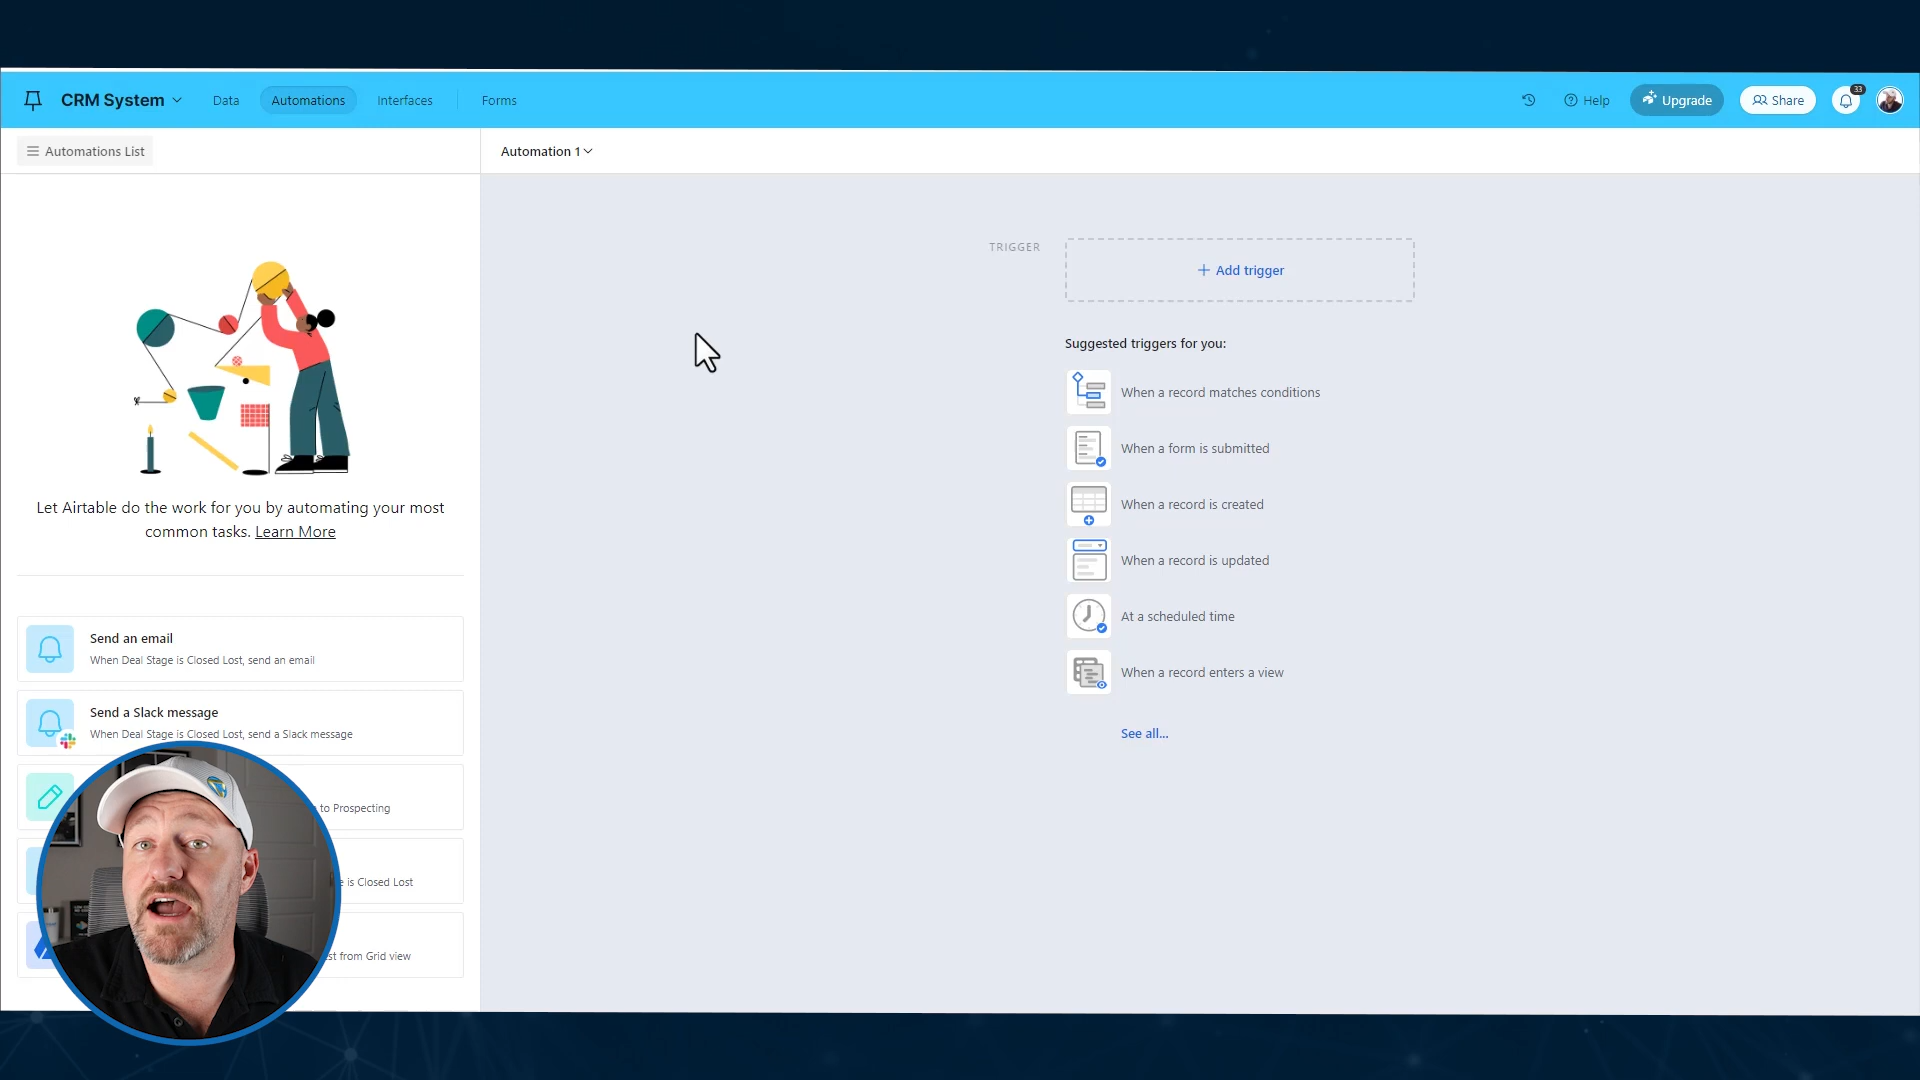 CRM System
Data
Automations
Interfaces
Forms
Help
Upgrade
Share
33
Automations List
Automation 1
TRIGGER
+ Add trigger
Suggested triggers for you:
When a record matches conditions
When a form is submitted
When a record is created
When a record is updated
At a scheduled time
When a record enters a view
See all...
Let Airtable do the work for you by automating your most
common tasks. Learn More
Send an email
When Deal Stage is Closed Lost, send an email
Send a Slack message
When Deal Stage is Closed Lost, send a Slack message
to Prospecting
is Closed Lost
from Grid view